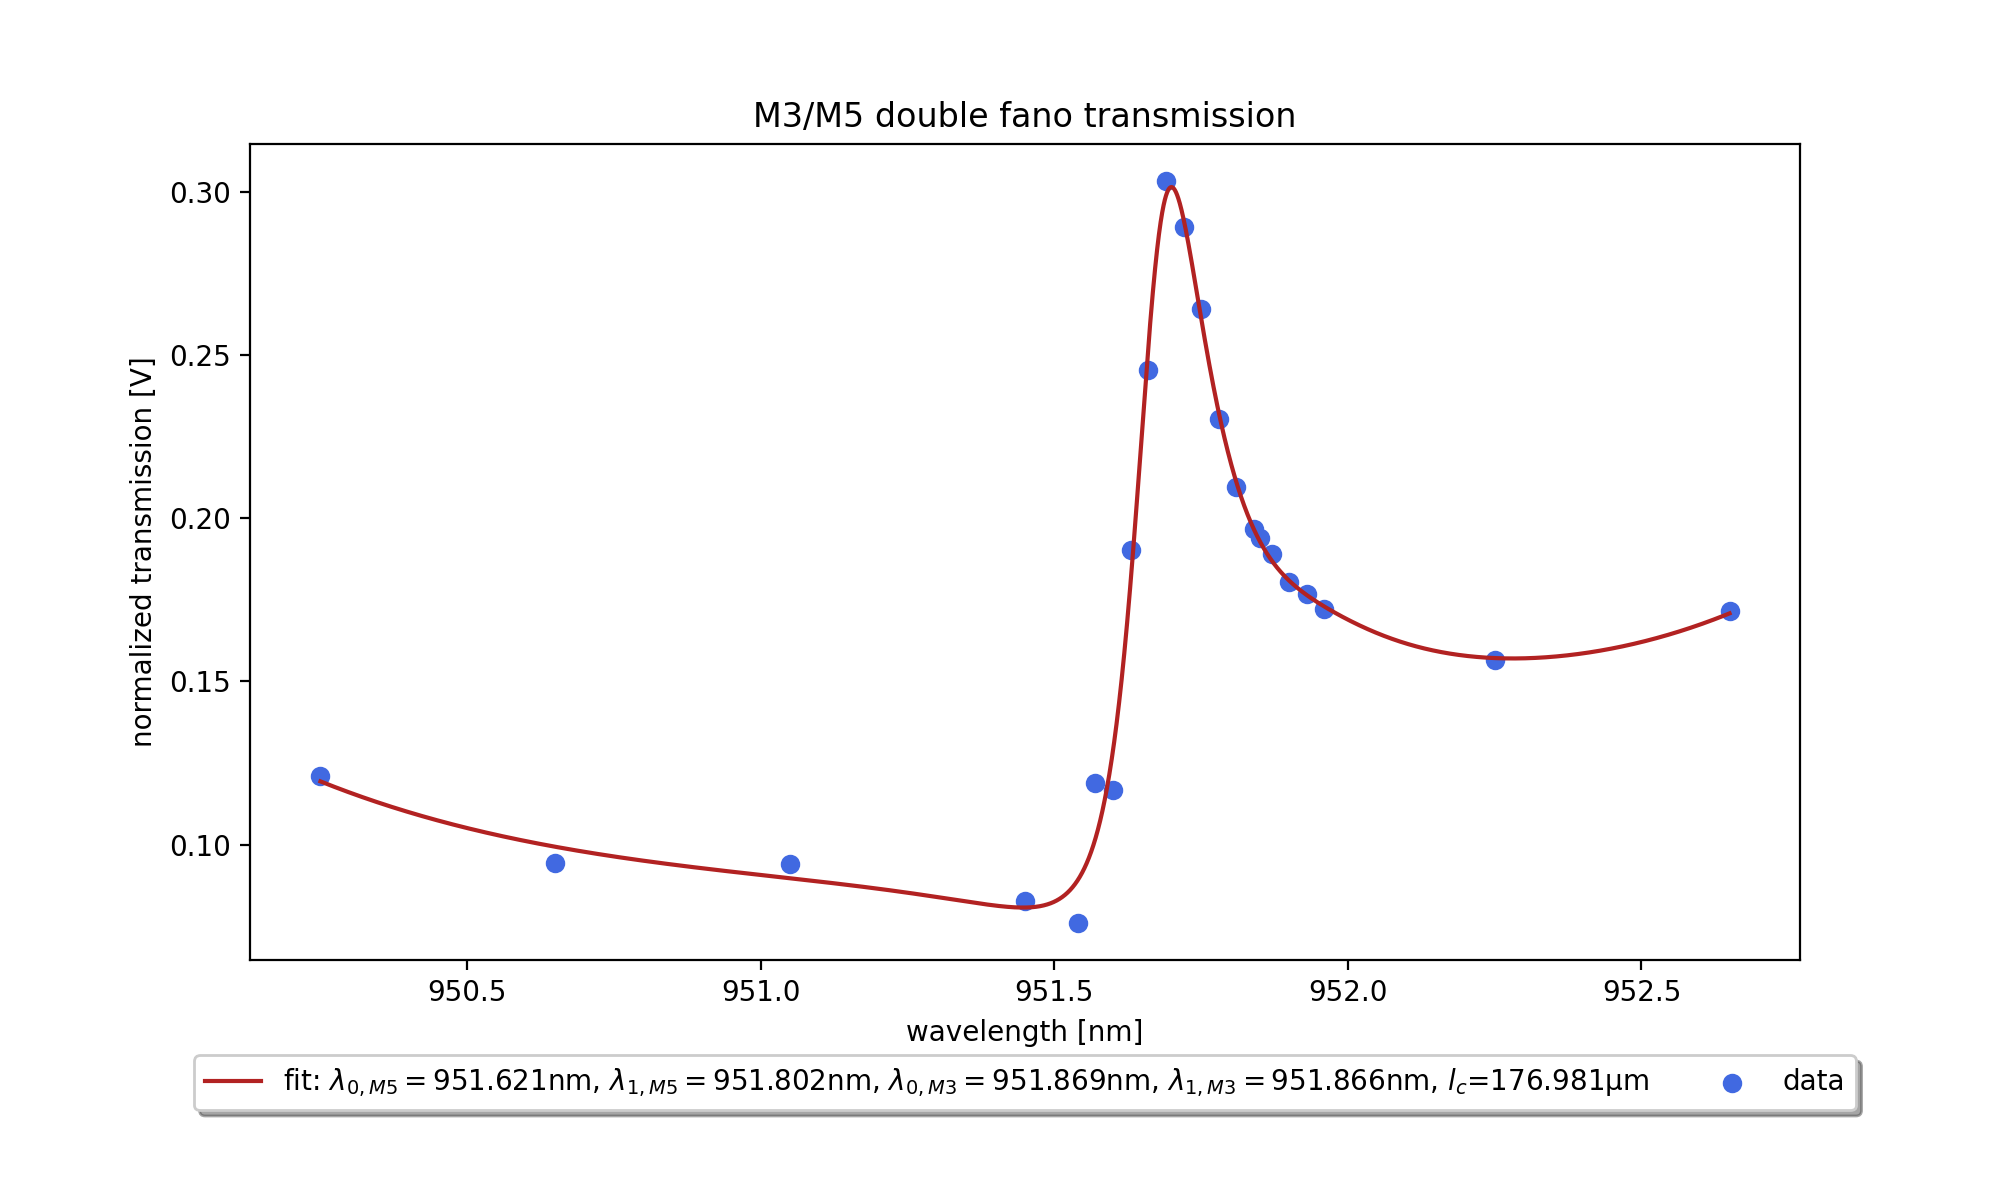 M3/M5 double fano transmission
normalized transmission [V]
0.30
0.25
0.20
0.15
0.10
950.5 951.0 951.5 952.0 952.5
wavelength [nm]
fit: λ₀,M5 = 951.621nm, λ₁,M5 = 951.802nm, λ₀,M3 = 951.869nm, λ₁,M3 = 951.866nm, l_c=176.981μm data